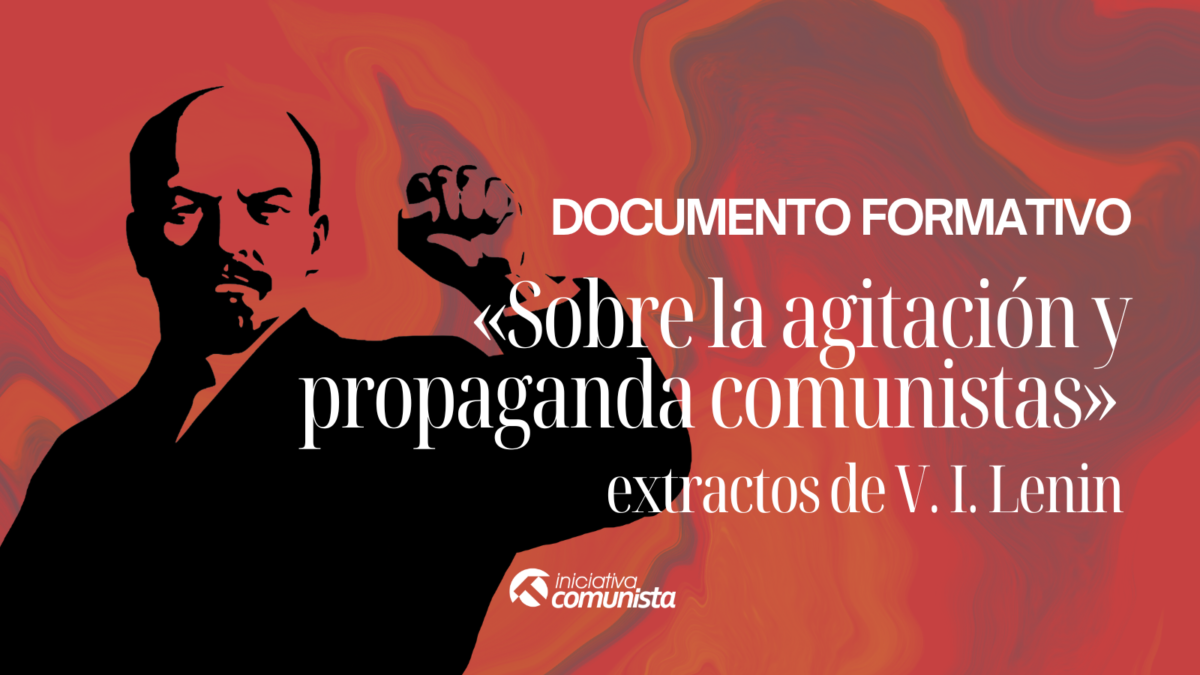 DOCUMENTO FORMATIVO
«Sobre la agitación y
propaganda comunistas»
extractos de V. I. Lenin
iniciativa
comunista